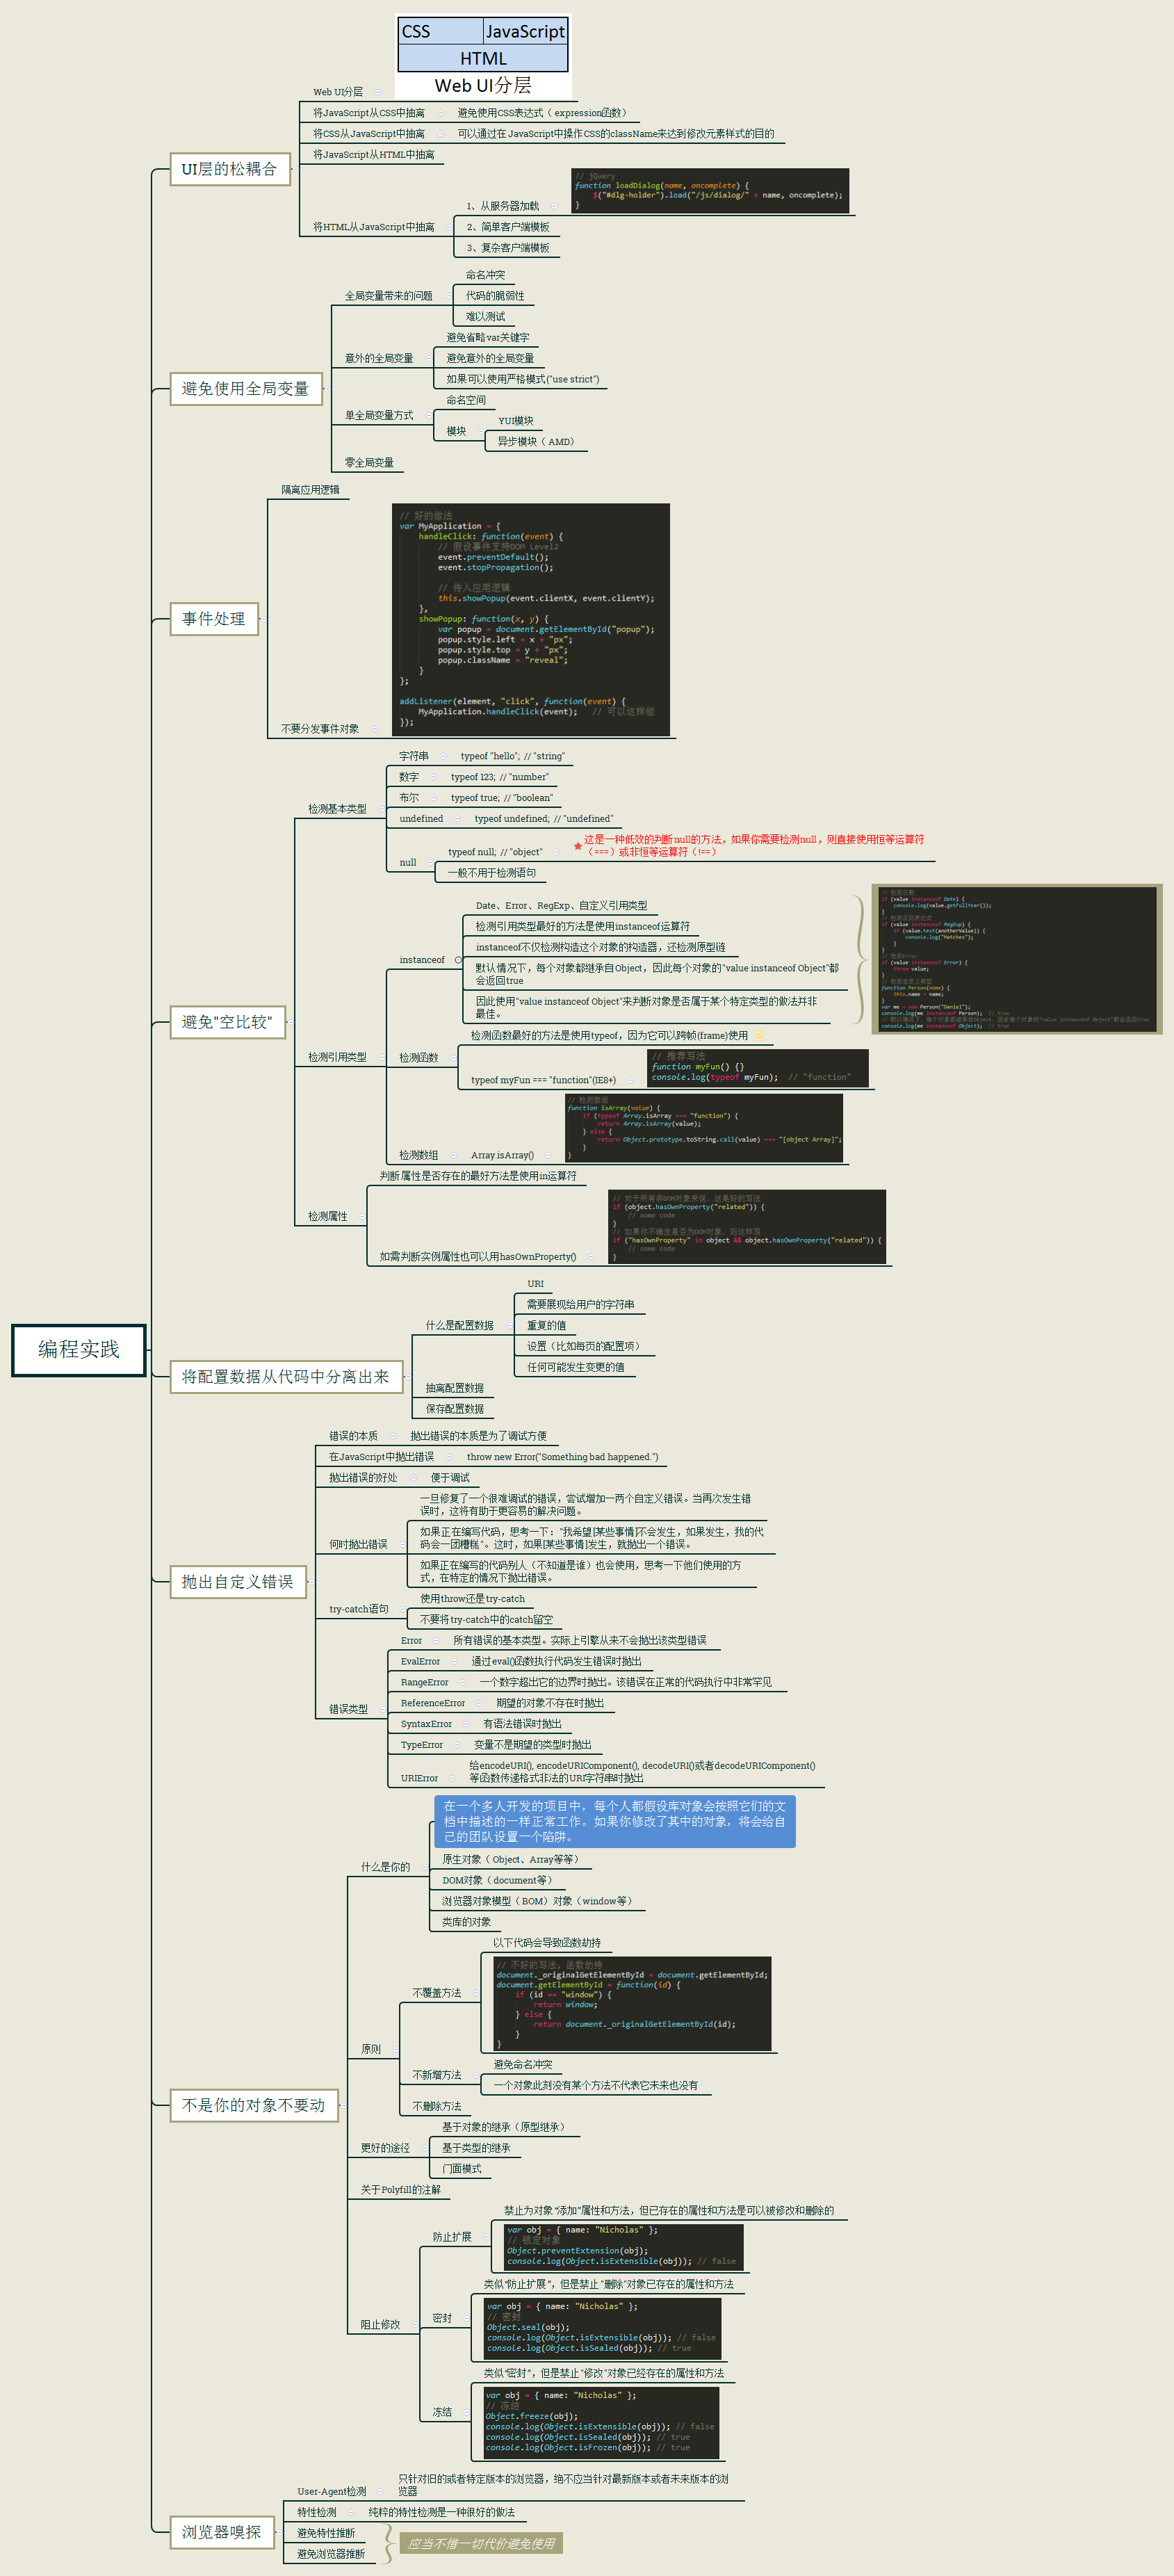 CSS
JavaScript
HTML
Web UI分层
编程实践
UI层的松耦合
Web UI分层
将JavaScript从CSS中抽离
避免使用CSS表达式（expression函数）
将CSS从JavaScript中抽离
可以通过在JavaScript中操作CSS的className来达到修改元素样式的目的
将JavaScript从HTML中抽离
将HTML从JavaScript中抽离
1、从服务器加载
// jQuery
function loadDialog(name, oncomplete) {
$("#dlg-holder").load("/js/dialog/" + name, oncomplete);
}
2、简单客户端模板
3、复杂客户端模板
避免使用全局变量
全局变量带来的问题
命名冲突
代码的脆弱性
难以测试
意外的全局变量
避免省略var关键字
避免意外的全局变量
如果可以使用严格模式("use strict")
单全局变量方式
命名空间
模块
YUI模块
异步模块（AMD）
零全局变量
事件处理
隔离应用逻辑
不要分发事件对象
// 好的做法
var MyApplication = {
handleClick: function(event) {
// 假设事件支持DOM Level2
event.preventDefault();
event.stopPropagation();
// 传入应用逻辑
this.showPopup(event.clientX, event.clientY);
},
showPopup: function(x, y) {
var popup = document.getElementById("popup");
popup.style.left = x + "px";
popup.style.top = y + "px";
popup.className = "reveal";
}
};
addListener(element, "click", function(event) {
MyApplication.handleClick(event); // 可以这样做
});
避免"空比较"
检测基本类型
字符串
typeof "hello"; // "string"
数字
typeof 123; // "number"
布尔
typeof true; // "boolean"
undefined
typeof undefined; // "undefined"
null
typeof null; // "object"
这是一种低效的判断null的方法，如果你需要检测null，则直接使用恒等运算符
（===）或非恒等运算符（!==）
一般不用于检测语句
检测引用类型
instanceof
Date、Error、RegExp、自定义引用类型
检测引用类型最好的方法是使用instanceof运算符
instanceof不仅检测构造这个对象的构造器，还检测原型链
默认情况下，每个对象都继承自Object，因此每个对象的"value instanceof Object"都
会返回true
因此使用"value instanceof Object"来判断对象是否属于某个特定类型的做法并非
最佳。
// 检测日期
if (value instanceof Date) {
console.log(value.getFullYear());
}
// 检测正则表达式
if (value instanceof RegExp) {
if (value.test(anotherValue)) {
console.log("Matches");
}
}
// 检测Error
if (value instanceof Error) {
throw value;
}
// 检测自定义类型
function Person(name) {
this.name = name;
}
var me = new Person("Daniel");
console.log(me instanceof Person); // true
// 默认情况下，每个对象都继承自Object，因此每个对象的"value instanceof Object"都会返回true
console.log(me instanceof Object); // true
检测函数
检测函数最好的方法是使用typeof，因为它可以跨帧(frame)使用
typeof myFun === "function"(IE8+)
// 推荐写法
function myFun() {}
console.log(typeof myFun); // "function"
检测数组
Array.isArray()
// 检测数组
function isArray(value) {
if (typeof Array.isArray === "function") {
return Array.isArray(value);
} else {
return Object.prototype.toString.call(value) === "[object Array]";
}
}
检测属性
判断属性是否存在的最好方法是使用in运算符
如需判断实例属性也可以用hasOwnProperty()
// 对于所有非DOM对象来说，这是好的写法
if (object.hasOwnProperty("related")) {
// some code
}
// 如果你不确定是否为DOM对象，则这样写
if ("hasOwnProperty" in object && object.hasOwnProperty("related")) {
// some code
}
将配置数据从代码中分离出来
什么是配置数据
URI
需要展现给用户的字符串
重复的值
设置（比如每页的配置项）
任何可能发生变更的值
抽离配置数据
保存配置数据
抛出自定义错误
错误的本质
抛出错误的本质是为了调试方便
在JavaScript中抛出错误
throw new Error("Something bad happened.")
抛出错误的好处
便于调试
何时抛出错误
一旦修复了一个很难调试的错误，尝试增加一两个自定义错误。当再次发生错
误时，这将有助于更容易的解决问题。
如果正在编写代码，思考一下："我希望[某些事情]不会发生，如果发生，我的代
码会一团糟糕"。这时，如果[某些事情]发生，就抛出一个错误。
如果正在编写的代码别人（不知道是谁）也会使用，思考一下他们使用的方
式，在特定的情况下抛出错误。
try-catch语句
使用throw还是try-catch
不要将try-catch中的catch留空
错误类型
Error
所有错误的基本类型。实际上引擎从来不会抛出该类型错误
EvalError
通过eval()函数执行代码发生错误时抛出
RangeError
一个数字超出它的边界时抛出。该错误在正常的代码执行中非常罕见
ReferenceError
期望的对象不存在时抛出
SyntaxError
有语法错误时抛出
TypeError
变量不是期望的类型时抛出
URIError
给encodeURI(), encodeURIComponent(), decodeURI()或者decodeURIComponent()
等函数传递格式非法的URI字符串时抛出
不是你的对象不要动
什么是你的
在一个多人开发的项目中，每个人都假设库对象会按照它们的文
档中描述的一样正常工作。如果你修改了其中的对象，将会给自
己的团队设置一个陷阱。
原生对象（Object、Array等等）
DOM对象（document等）
浏览器对象模型（BOM）对象（window等）
类库的对象
原则
不覆盖方法
以下代码会导致函数劫持
// 不好的写法，函数劫持
document._originalGetElementById = document.getElementById;
document.getElementById = function(id) {
if (id == "window") {
return window;
} else {
return document._originalGetElementById(id);
}
}
不新增方法
避免命名冲突
一个对象此刻没有某个方法不代表它未来也没有
不删除方法
更好的途径
基于对象的继承（原型继承）
基于类型的继承
门面模式
关于Polyfill的注解
阻止修改
防止扩展
禁止为对象"添加"属性和方法，但已存在的属性和方法是可以被修改和删除的
var obj = { name: "Nicholas" };
// 锁定对象
Object.preventExtension(obj);
console.log(Object.isExtensible(obj)); // false
密封
类似"防止扩展"，但是禁止"删除"对象已存在的属性和方法
var obj = { name: "Nicholas" };
// 密封
Object.seal(obj);
console.log(Object.isExtensible(obj)); // false
console.log(Object.isSealed(obj)); // true
冻结
类似"密封"，但是禁止"修改"对象已经存在的属性和方法
var obj = { name: "Nicholas" };
// 冻结
Object.freeze(obj);
console.log(Object.isExtensible(obj)); // false
console.log(Object.isSealed(obj)); // true
console.log(Object.isFrozen(obj)); // true
浏览器嗅探
User-Agent检测
只针对旧的或者特定版本的浏览器，绝不应当针对最新版本或者未来版本的浏
览器
特性检测
纯粹的特性检测是一种很好的做法
避免特性推断
避免浏览器推断
应当不惜一切代价避免使用